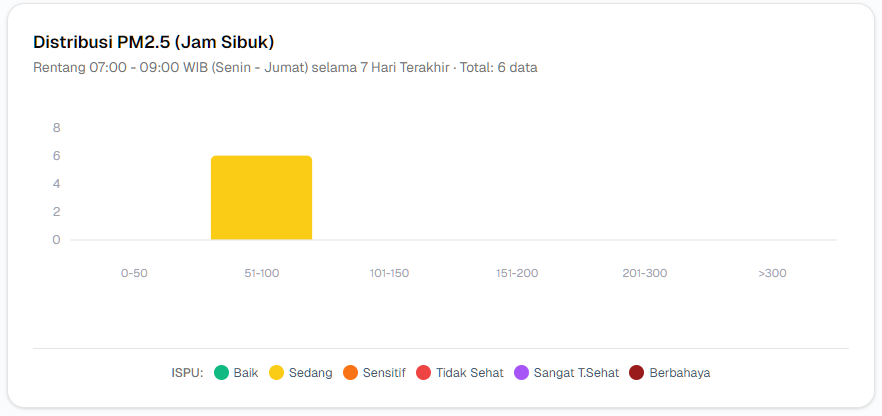 Distribusi PM2.5 (Jam Sibuk)
Rentang 07:00 - 09:00 WIB (Senin - Jumat) selama 7 Hari Terakhir · Total: 6 data
8
6
4
2
0
0-50 51-100 101-150 151-200 201-300 >300
ISPU: Baik Sedang Sensitif Tidak Sehat Sangat T.Sehat Berbahaya